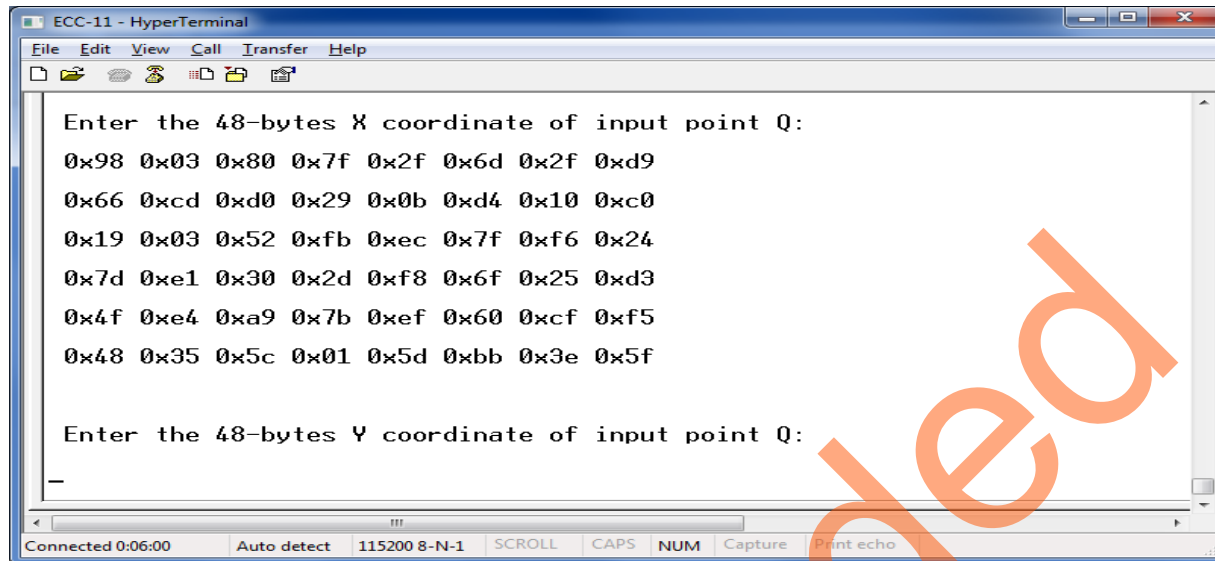 ECC-11 - HyperTerminal
File Edit View Call Transfer Help
Enter the 48-bytes X coordinate of input point Q:
0x98 0x03 0x80 0x7f 0x2f 0x6d 0x2f 0xd9
0x66 0xcd 0xd0 0x29 0x0b 0xd4 0x10 0xc0
0x19 0x03 0x52 0xfb 0xec 0x7f 0xf6 0x24
0x7d 0xe1 0x30 0x2d 0xf8 0x6f 0x25 0xd3
0x4f 0xe4 0xa9 0x7b 0xef 0x60 0xcf 0xf5
0x48 0x35 0x5c 0x01 0x5d 0xbb 0x3e 0x5f
Enter the 48-bytes Y coordinate of input point Q:
_
Connected 0:06:00 Auto detect 115200 8-N-1 SCROLL CAPS NUM Capture Print echo
ded